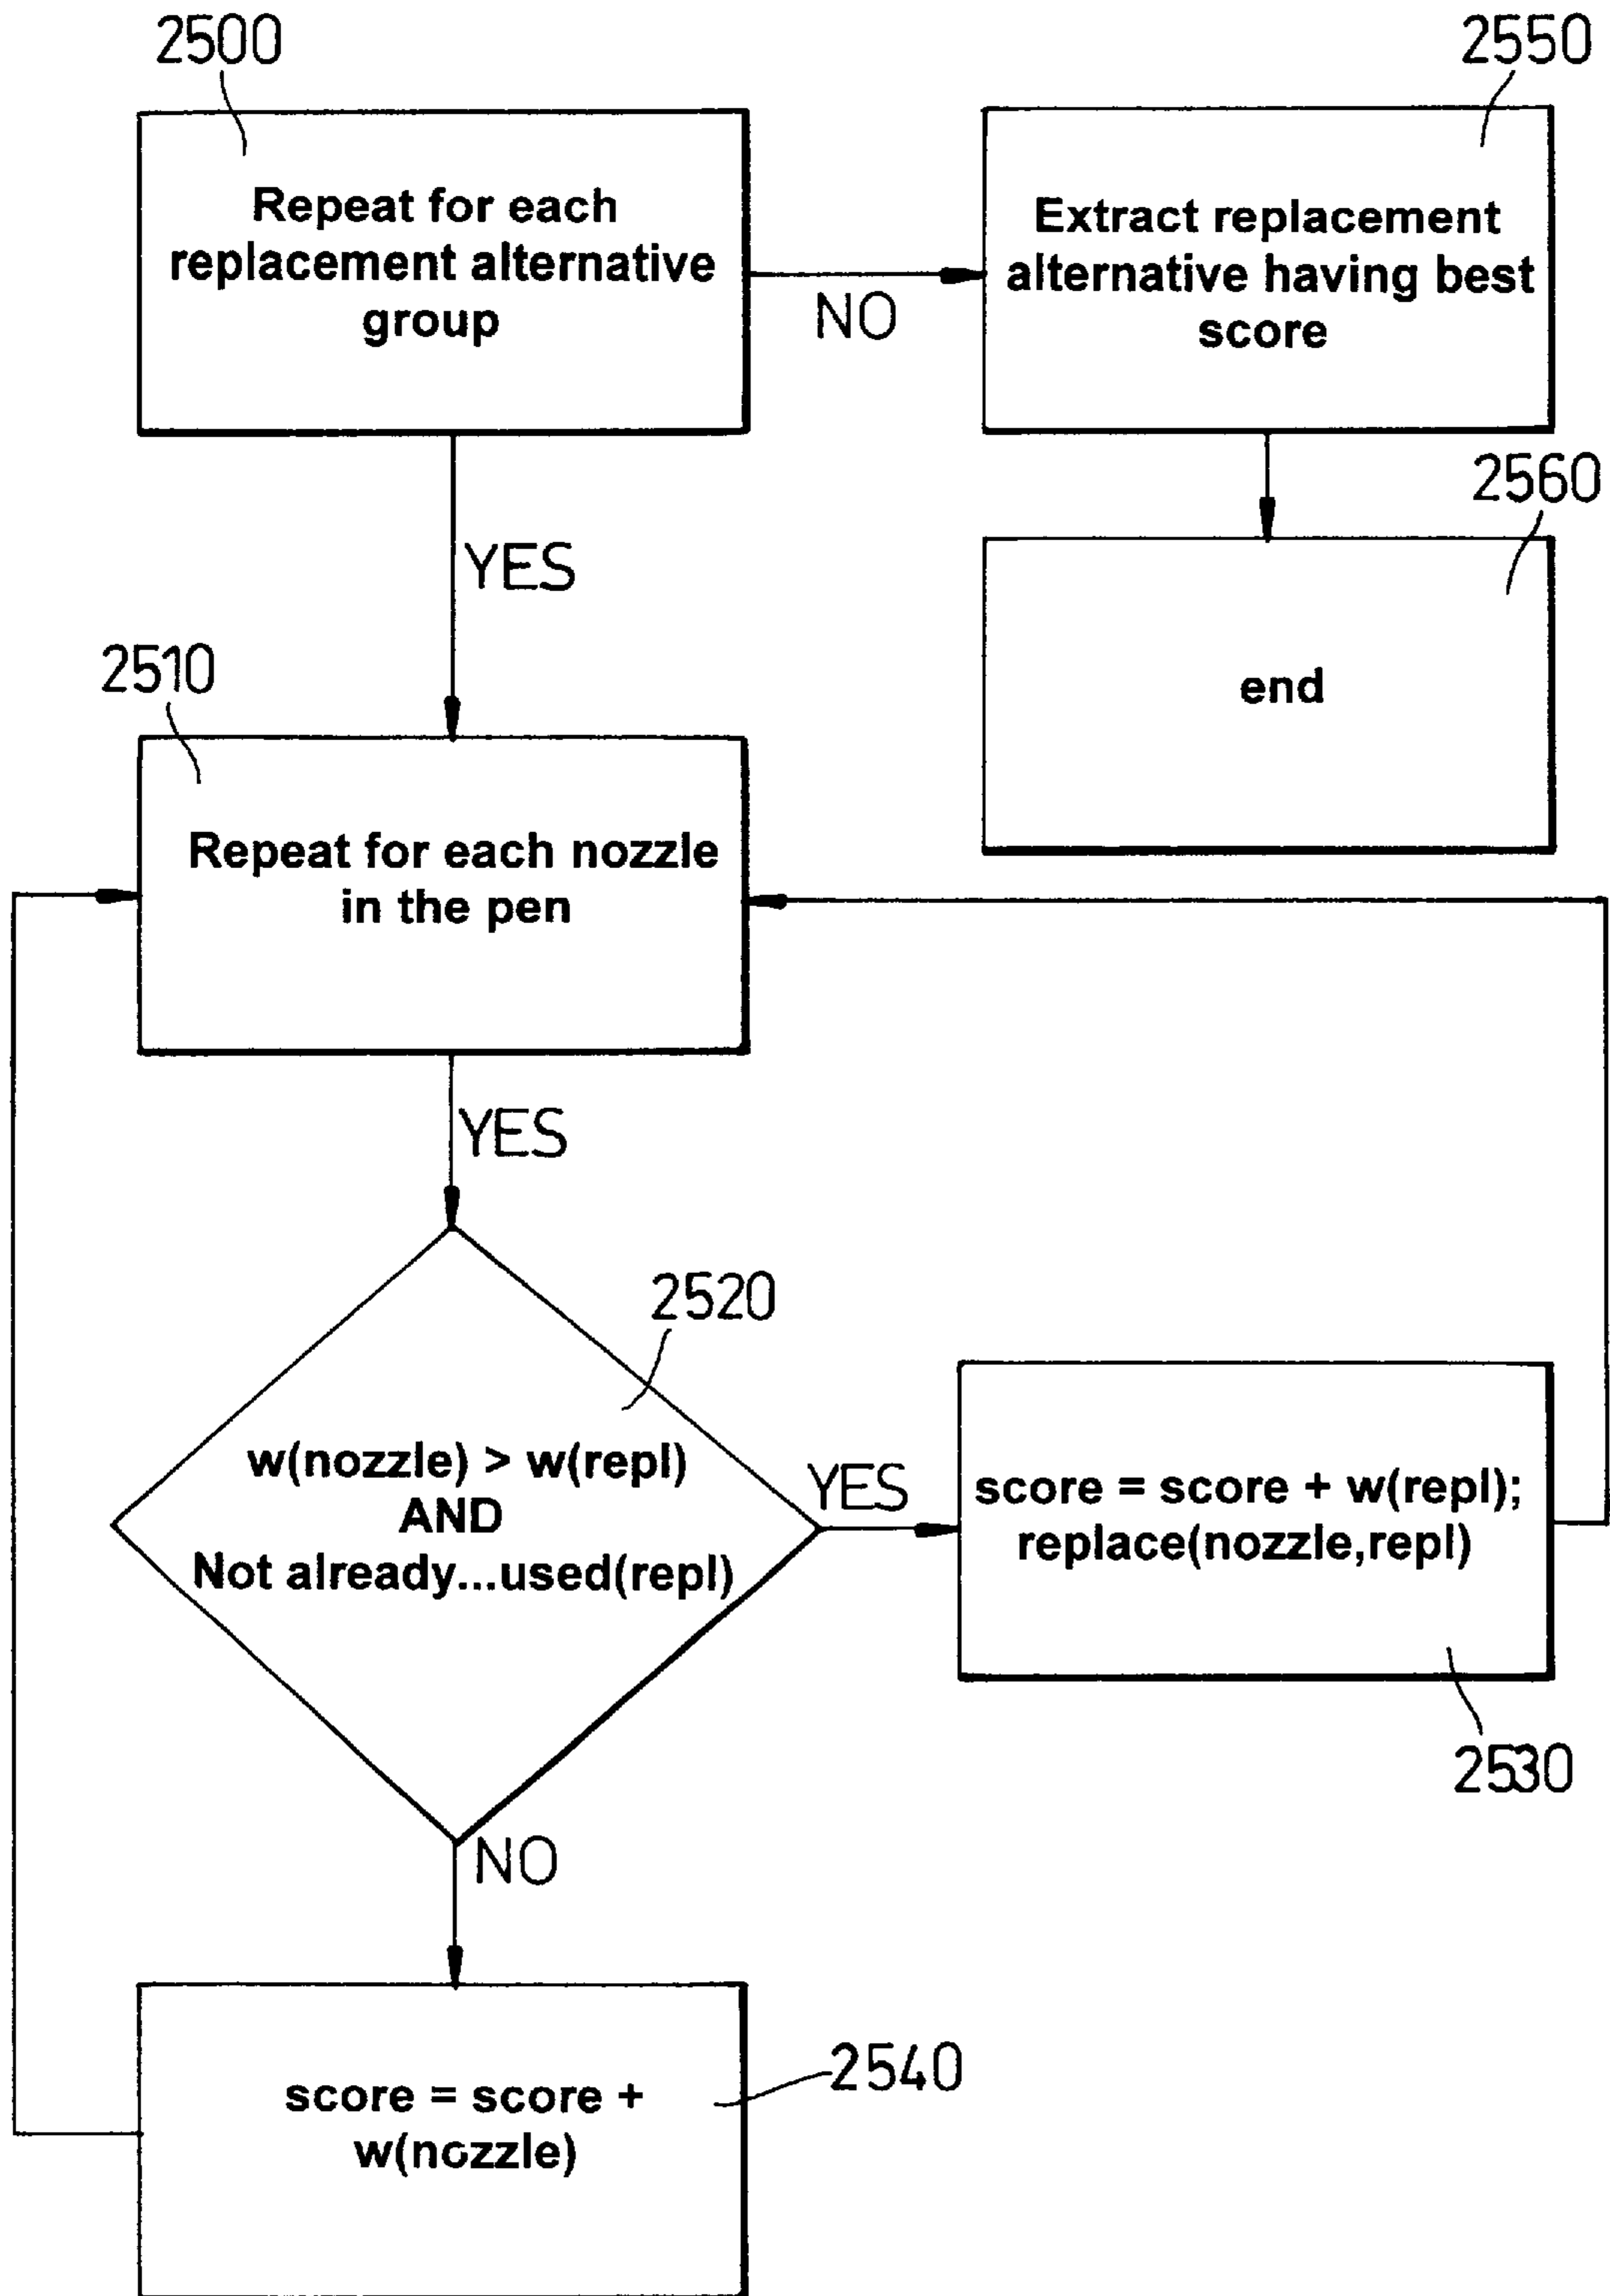 2500
Repeat for each
replacement alternative
group
NO
2550
Extract replacement
alternative having best
score
YES
2560
end
2510
Repeat for each nozzle
in the pen
YES
2520
w(nozzle) > w(repl)
AND
Not already...used(repl)
YES
score = score + w(repl);
replace(nozzle,repl)
2530
NO
2540
score = score +
w(nozzle)